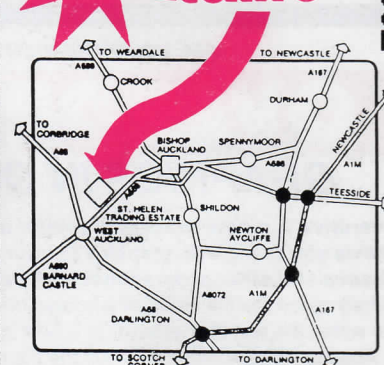 TO WEARDALE
TO NEWCASTLE
A689
CROOK
A167
DURHAM
TO
CORBRIDGE
A68
NEWCASTLE
A1M
BISHOP
AUCKLAND
SPENNYMOOR
A688
TEESSIDE
ST. HELEN
TRADING ESTATE
SHILDON
WEST
AUCKLAND
NEWTON
AYCLIFFE
BARNARD
CASTLE
A68
DARLINGTON
A6072
A1M
A167
TO SCOTCH
CORNER
TO DARLINGTON